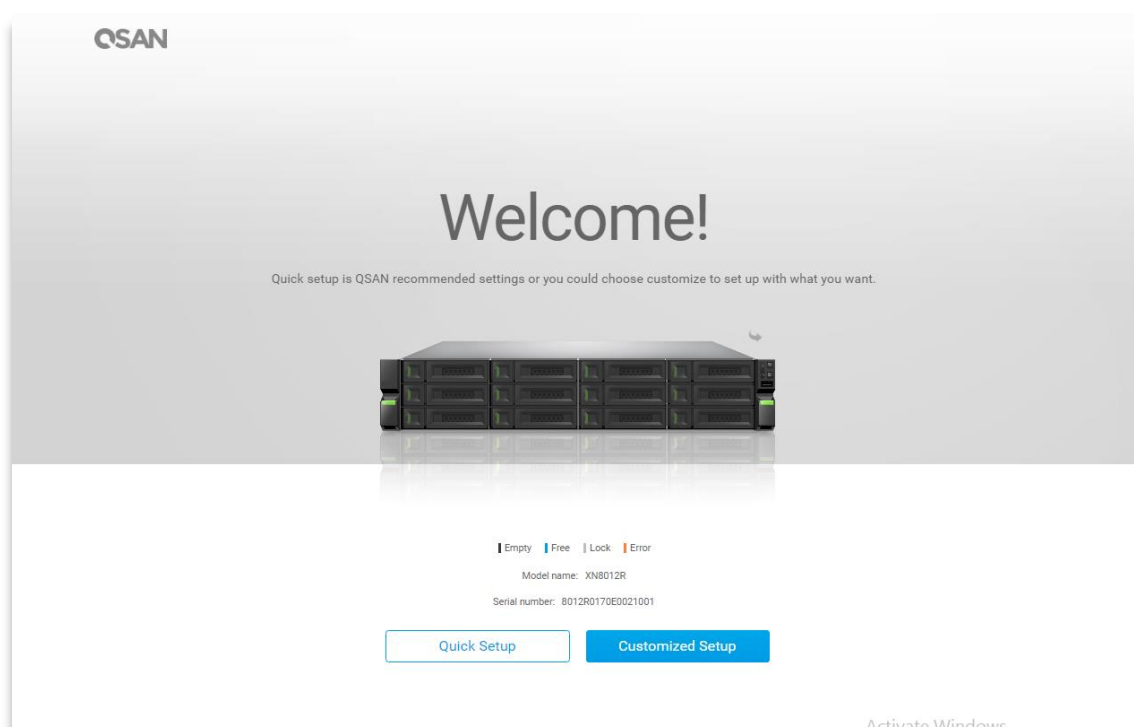 QSAN
Welcome!
Quick setup is QSAN recommended settings or you could choose customize to set up with what you want.
Empty Free Lock Error
Model name: XN8012R
Serial number: 8012R0170E0021001
Quick Setup Customized Setup
Activate Windows